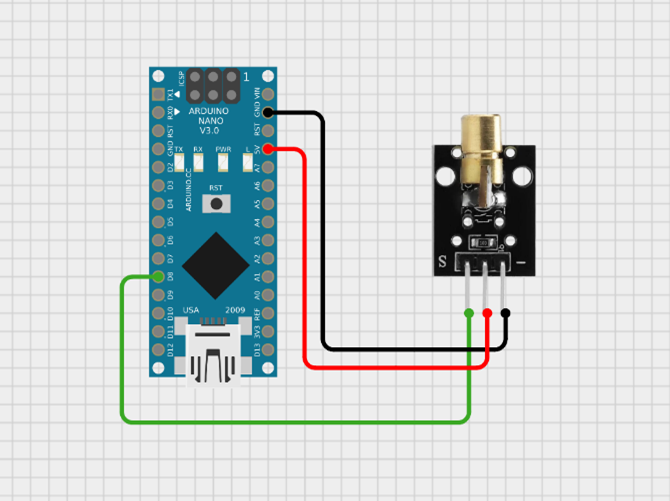 ICSP
1
TX1
RX0
RST
GND
D2
D3
D4
D5
D6
D7
D8
D9
D10
D11
D12
ARDUINO
NANO
V3.0
TX RX PWR L
RST
ARDUINO.CC
USA 2009
VIN
GND
RST
5V
A7
A6
A5
A4
A3
A2
A1
A0
REF
3V3
D13
S −